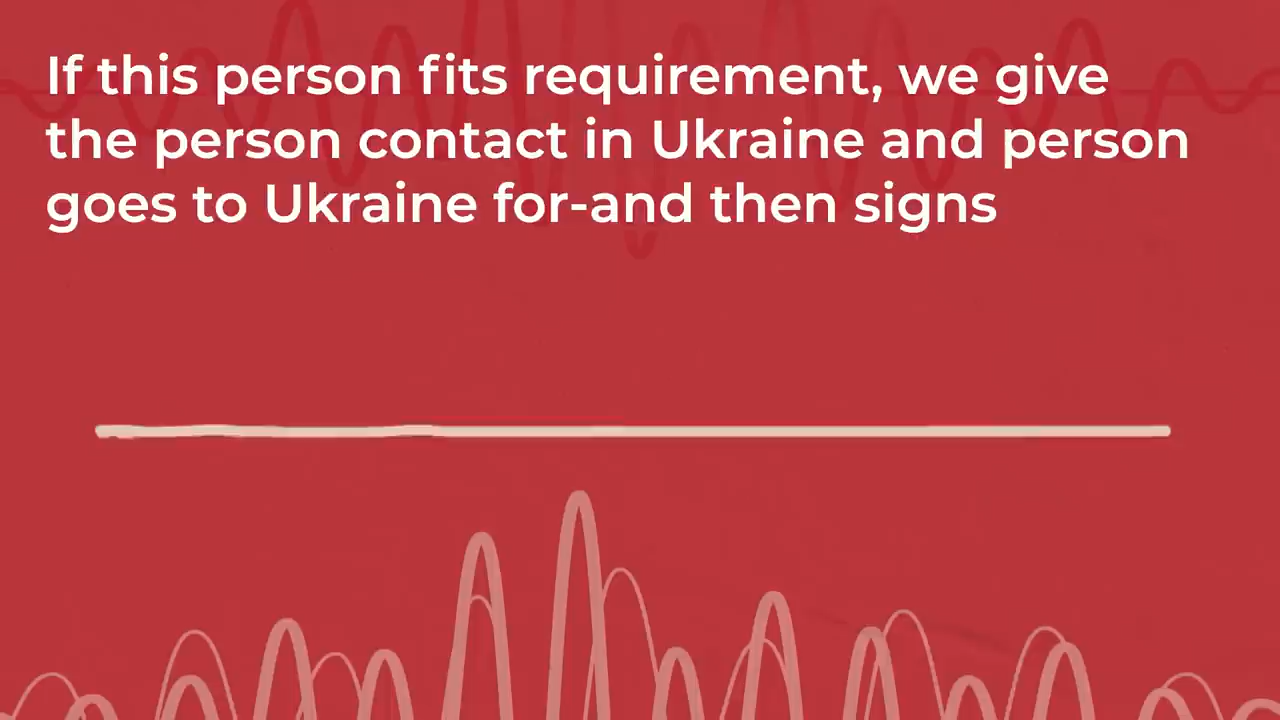 If this person fits requirement, we give
the person contact in Ukraine and person
goes to Ukraine for-and then signs